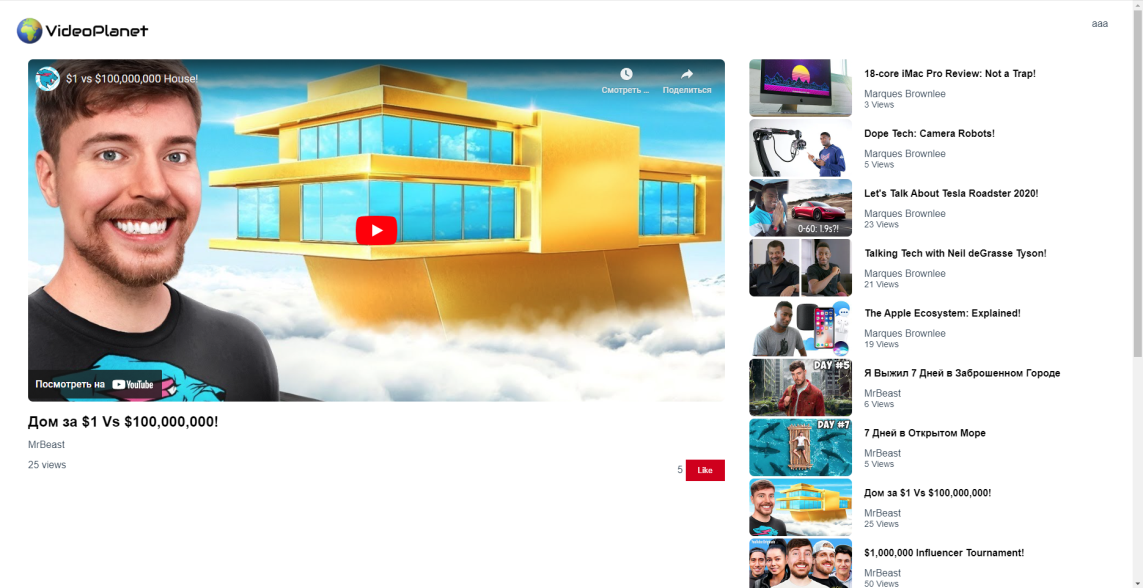 VideoPlanet
aaa
$1 vs $100,000,000 House!
Смотреть ...
Поделиться
Посмотреть на YouTube
Дом за $1 Vs $100,000,000!
MrBeast
25 views
5
Like
18-core iMac Pro Review: Not a Trap!
Marques Brownlee
3 Views
Dope Tech: Camera Robots!
Marques Brownlee
5 Views
0-60: 1.9s?!
Let's Talk About Tesla Roadster 2020!
Marques Brownlee
23 Views
Talking Tech with Neil deGrasse Tyson!
Marques Brownlee
21 Views
The Apple Ecosystem: Explained!
Marques Brownlee
19 Views
DAY #5
Я Выжил 7 Дней в Заброшенном Городе
MrBeast
6 Views
DAY #7
7 Дней в Открытом Море
MrBeast
5 Views
Дом за $1 Vs $100,000,000!
MrBeast
25 Views
$1,000,000 Influencer Tournament!
MrBeast
50 Views